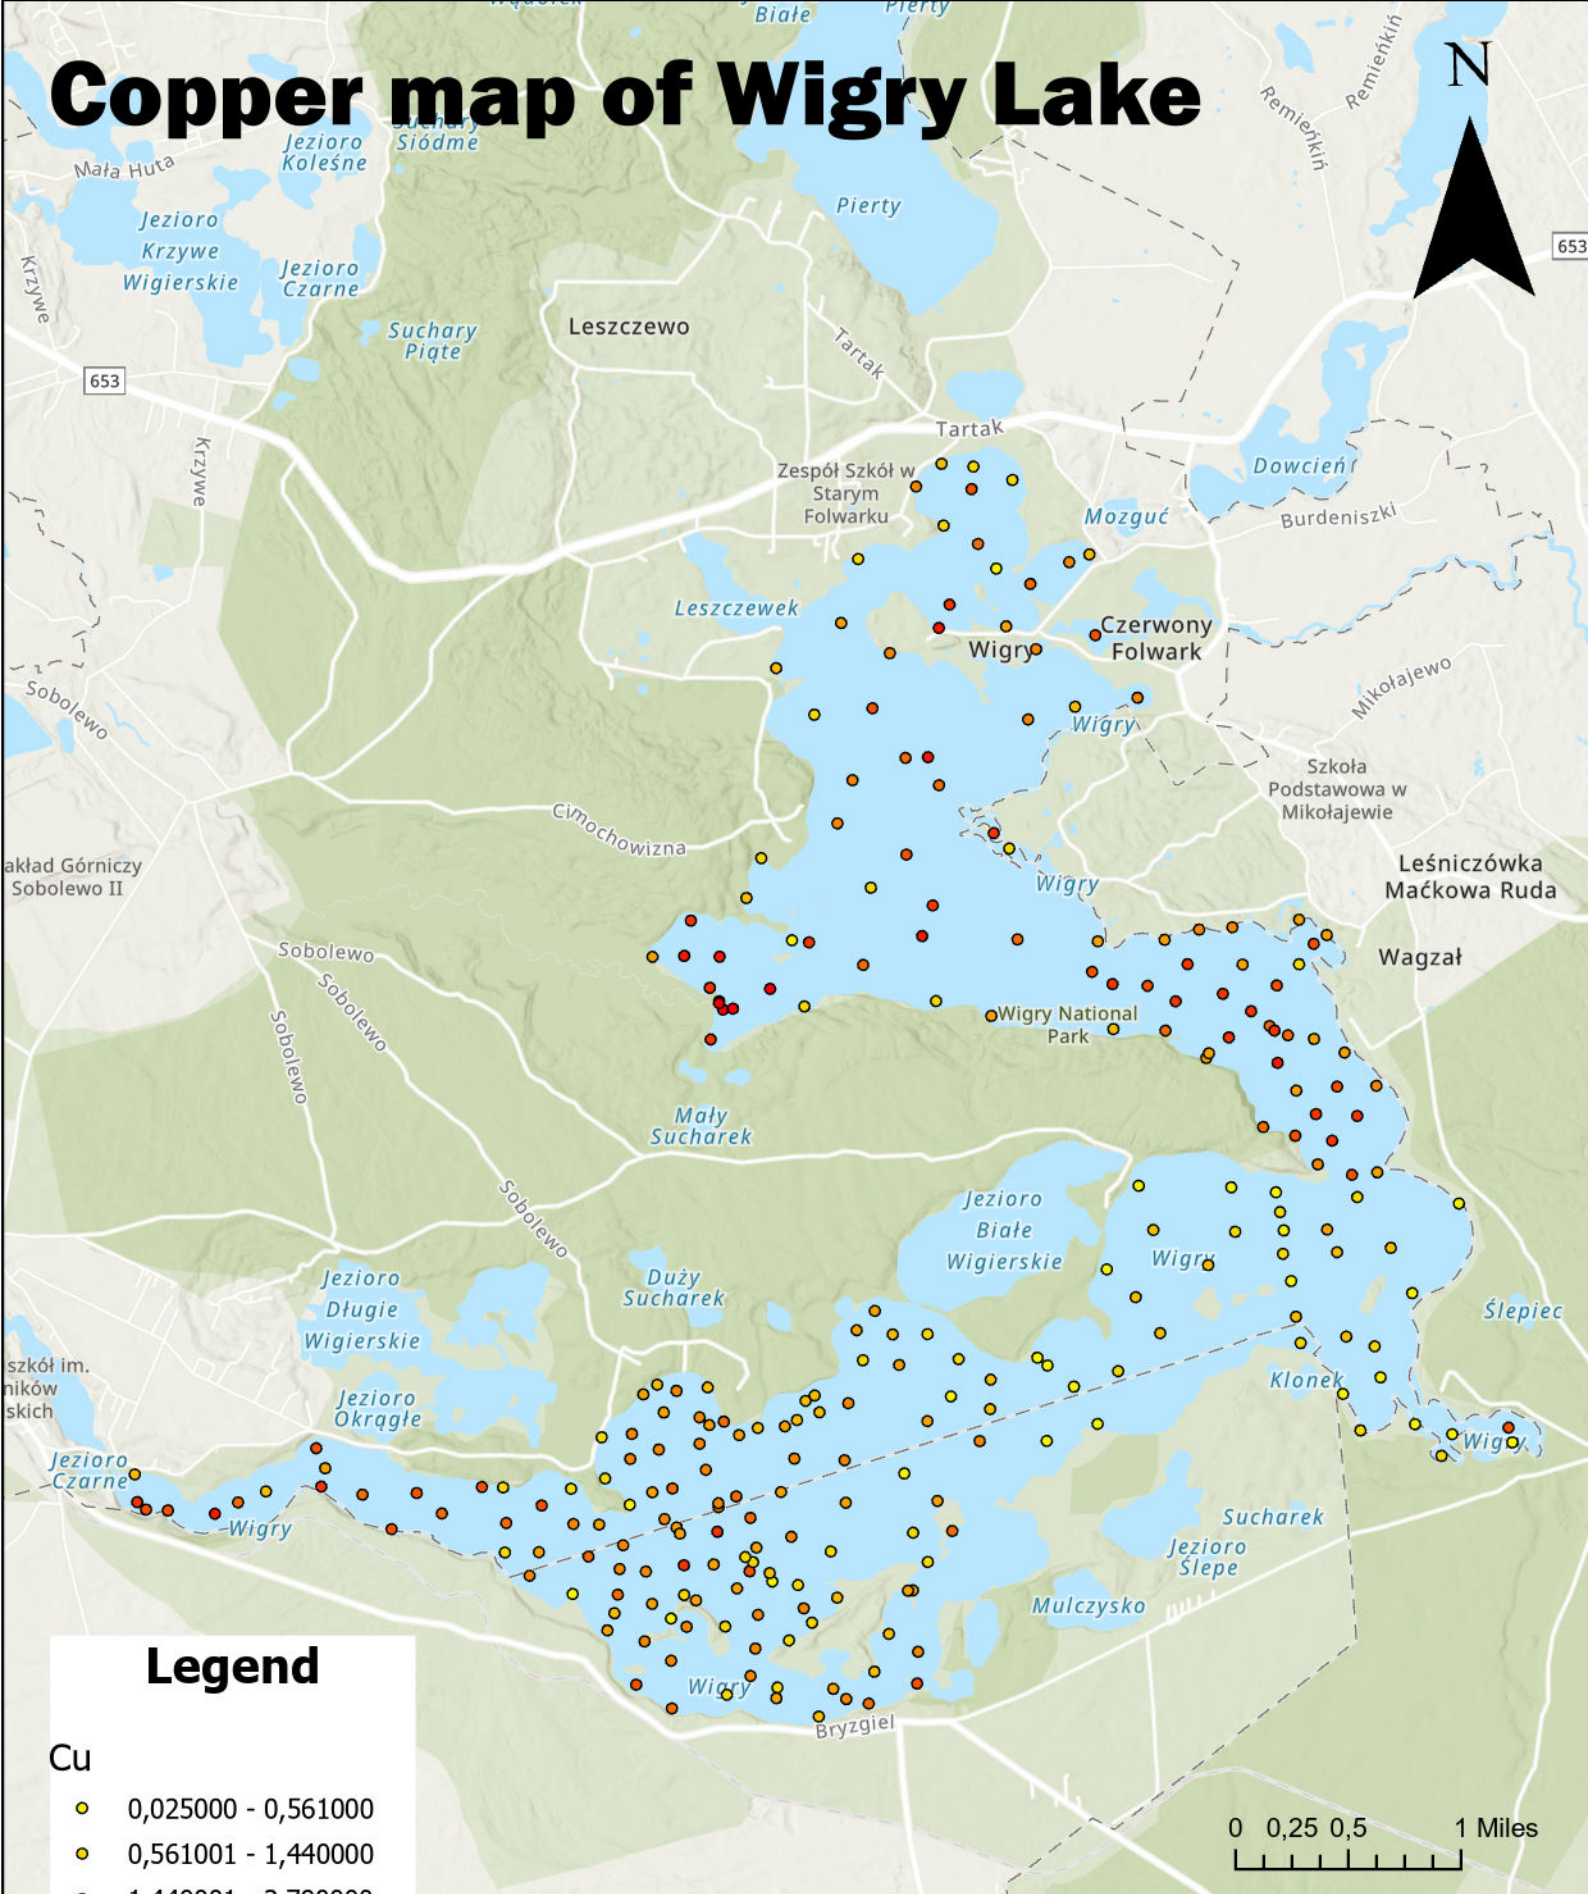 Wądołek
Białe
Pierty
Copper map of Wigry Lake
N
Remieńkiń
Remieńkiń
Suchary
Siódme
Jezioro
Koleśne
Mała Huta
Jezioro
Krzywe
Wigierskie
Jezioro
Czarne
Pierty
653
Krzywe
Suchary
Piąte
Leszczewo
Tartak
653
Tartak
Krzywe
Zespół Szkół w
Starym
Folwarku
Dowcień
Mozguć
Burdeniszki
Leszczewek
Wigry
Czerwony
Folwark
Sobolewo
Mikołajewo
Wigry
Szkoła
Podstawowa w
Mikołajewie
Cimochowizna
akład Górniczy
Sobolewo II
Wigry
Leśniczówka
Maćkowa Ruda
Sobolewo
Wagzał
Sobolewo
Sobolewo
Wigry National
Park
Mały
Sucharek
Sobolewo
Jezioro
Białe
Wigierskie
Wigry
Jezioro
Długie
Wigierskie
Duży
Sucharek
Ślepiec
szkół im.
ników
skich
Klonek
Jezioro
Okrągłe
Wigry
Jezioro
Czarne
Wigry
Sucharek
Jezioro
Ślepe
Mulczysko
Wigry
Bryzgiel
Legend
Cu
0,025000 - 0,561000
0,561001 - 1,440000
0 0,25 0,5 1 Miles